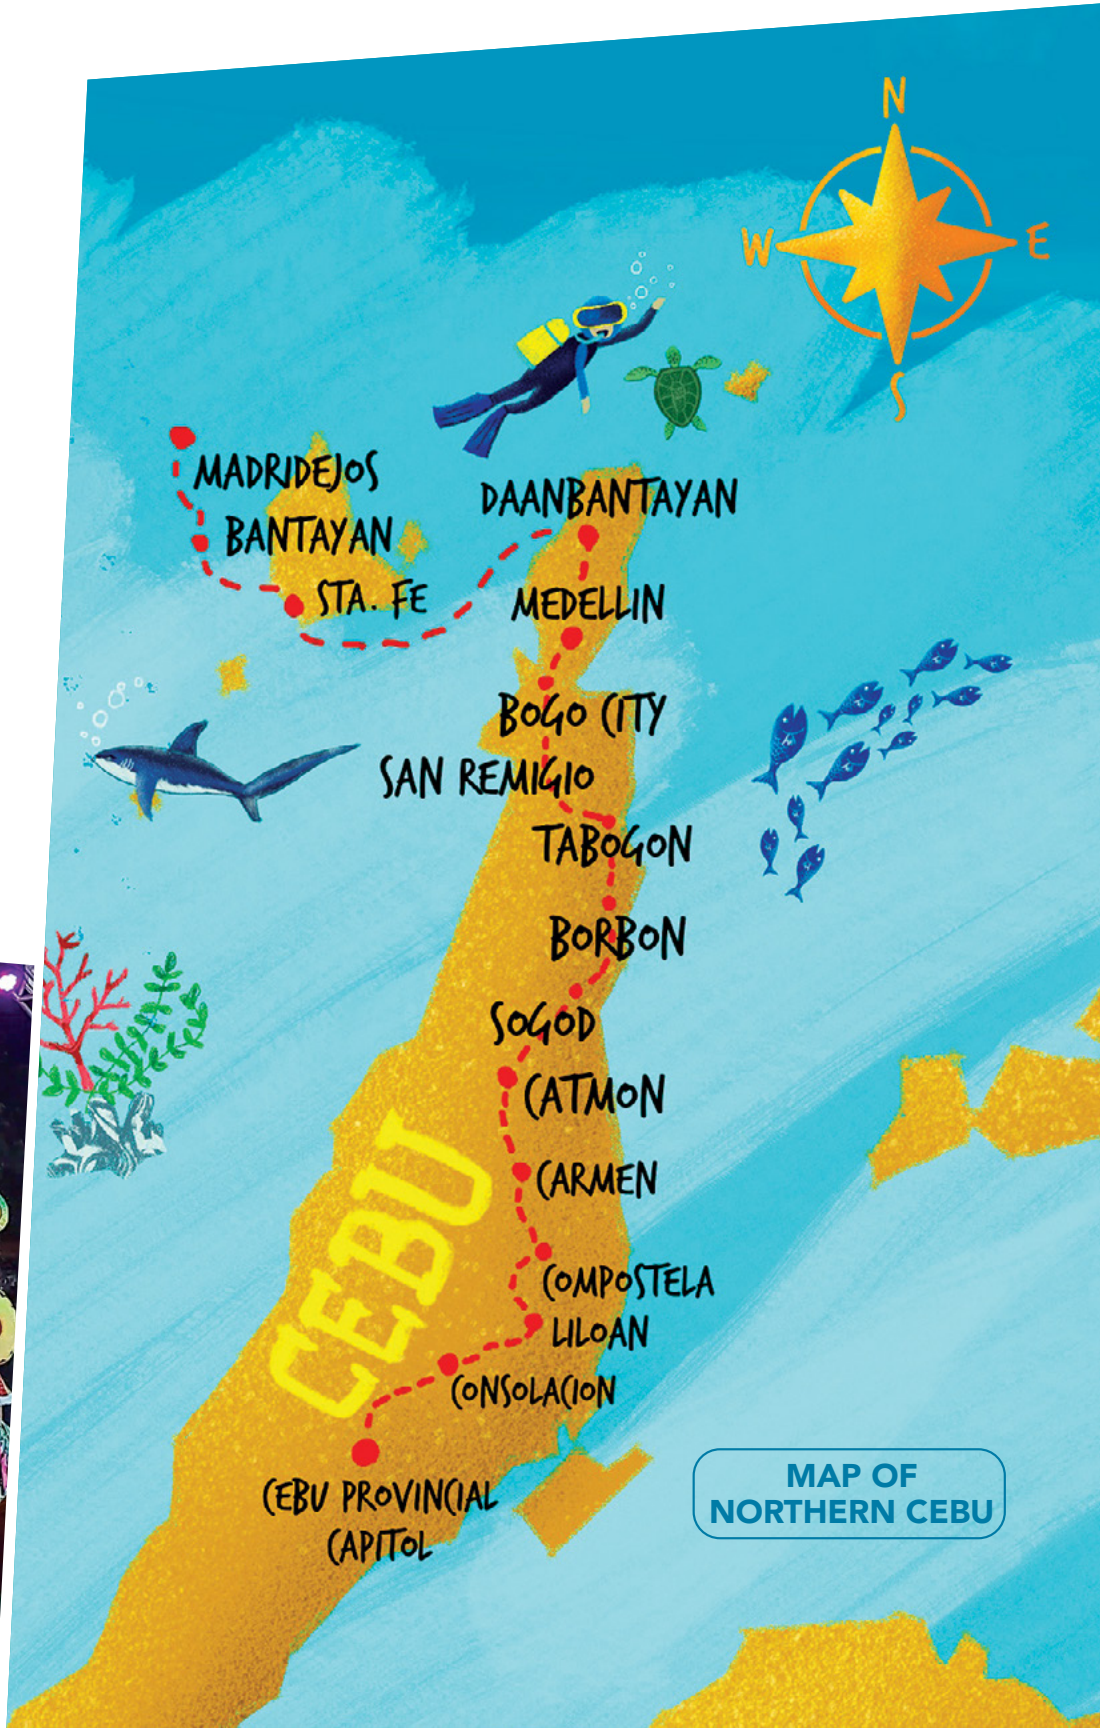 N
W
E
S
MADRIDEJOS
BANTAYAN
STA. FE
DAANBANTAYAN
MEDELLIN
BOGO CITY
SAN REMIGIO
TABOGON
BORBON
SOGOD
CATMON
CARMEN
COMPOSTELA
LILOAN
CONSOLACION
CEBU
CEBU PROVINCIAL
CAPITOL
MAP OF
NORTHERN CEBU